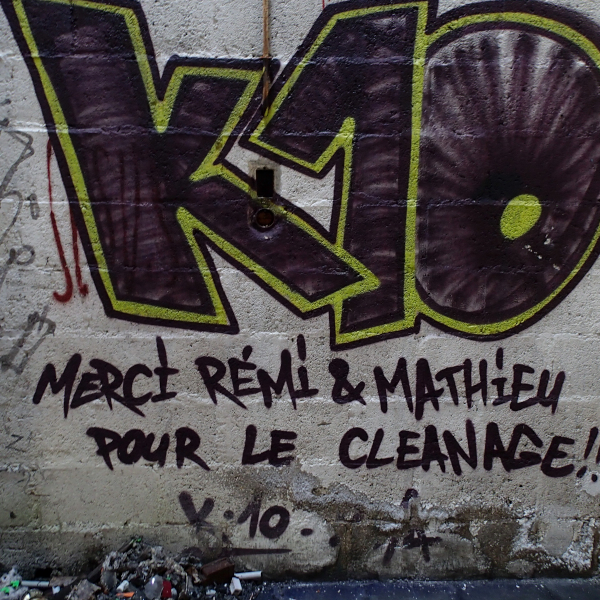 K10
MERCI RÉMI & MATHIEU
POUR LE CLEANAGE!!
K.10..